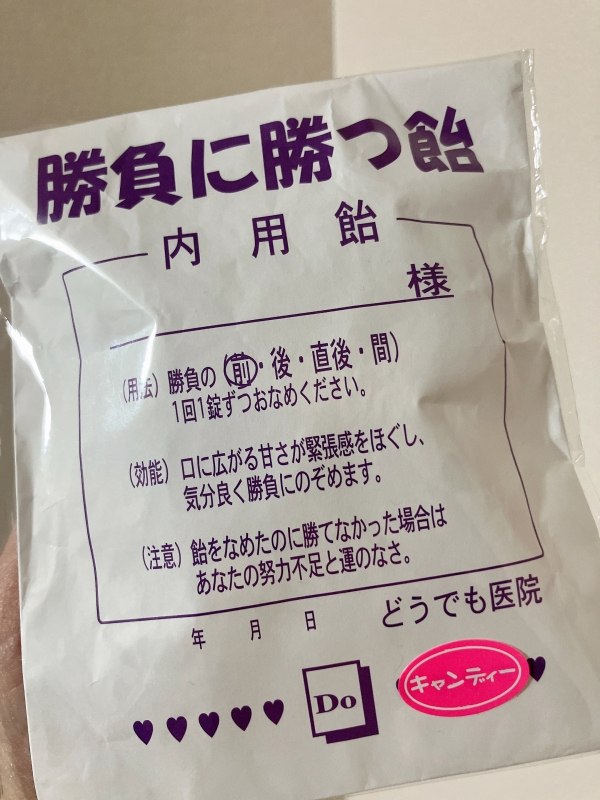 勝負に勝つ飴
内用飴
様
(用法) 勝負の (前・後・直後・間)
1回1錠ずつおなめください。
(効能) 口に広がる甘さが緊張感をほぐし、
気分良く勝負にのぞめます。
(注意) 飴をなめたのに勝てなかった場合は
あなたの努力不足と運のなさ。
年 月 日 どうでも医院
♥♥♥♥♥ Do キャンディー ♥